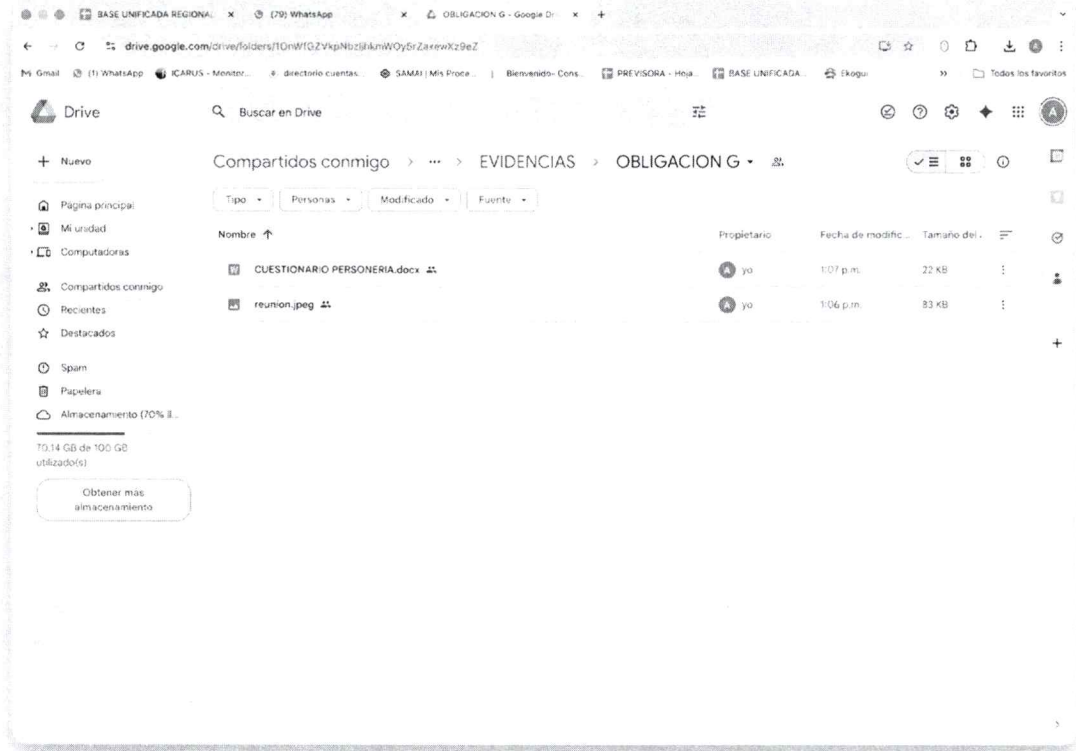 BASE UNIFICADA REGIONAL × (79) WhatsApp × OBLIGACION G - Google Dr × +
drive.google.com/drive/folders/
Gmail (1) WhatsApp ICARUS - Monitor... directorio cuentas... SAMAI | Mis Proce... Bienvenido- Cons... PREVISORA - Hoja... BASE UNIFICADA... Ekogui » Todos los favoritos
Drive Buscar en Drive A
+ Nuevo Compartidos conmigo > ... > EVIDENCIAS > OBLIGACION G
Tipo Personas Modificado Fuente
Página principal
Mi unidad
Computadoras
Nombre ↑ Propietario Fecha de modific... Tamaño del...
CUESTIONARIO PERSONERIA.docx A yo 1:07 p.m. 22 KB
reunion.jpeg A yo 1:06 p.m. 83 KB
Compartidos conmigo
Recientes
Destacados
Spam
Papelera
Almacenamiento (70% ll...
70.14 GB de 100 GB
utilizado(s)
Obtener más
almacenamiento